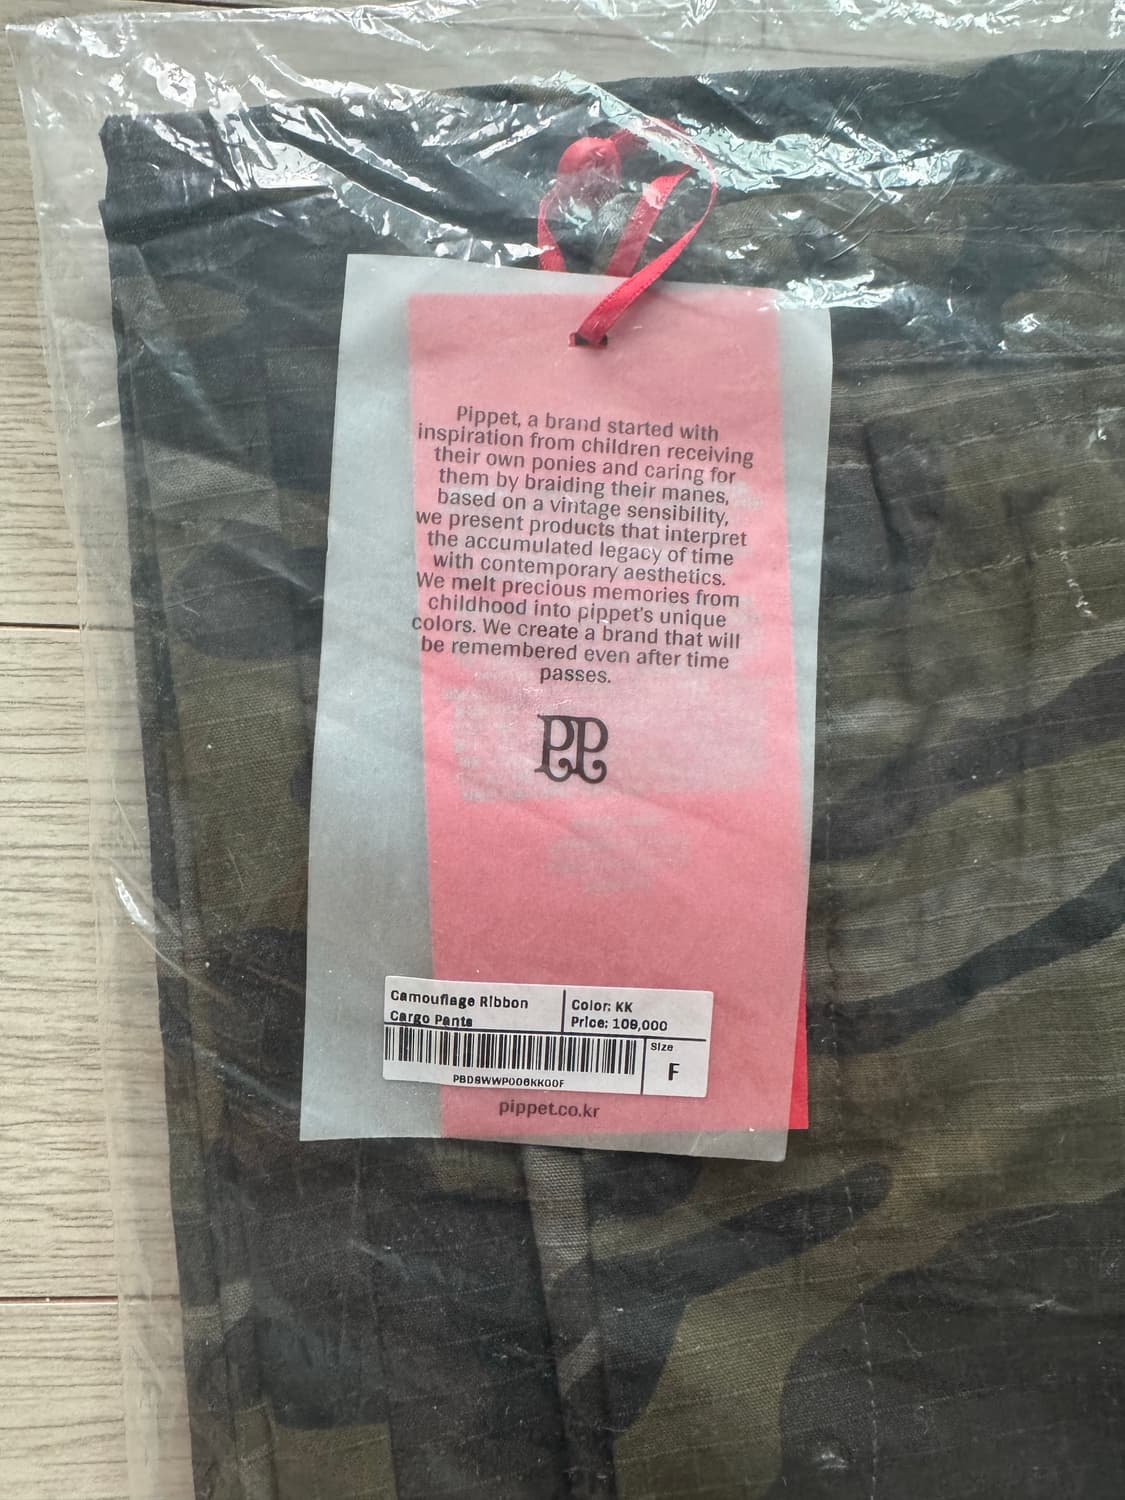 Pippet, a brand started with
inspiration from children receiving
their own ponies and caring for
them by braiding their manes,
based on a vintage sensibility,
we present products that interpret
the accumulated legacy of time
with contemporary aesthetics.
We melt precious memories from
childhood into pippet's unique
colors. We create a brand that will
be remembered even after time
passes.
PP
Camouflage Ribbon
Cargo Pants
Color: KK
Price: 109,000
Size
F
PBDSWWP006KK00F
pippet.co.kr